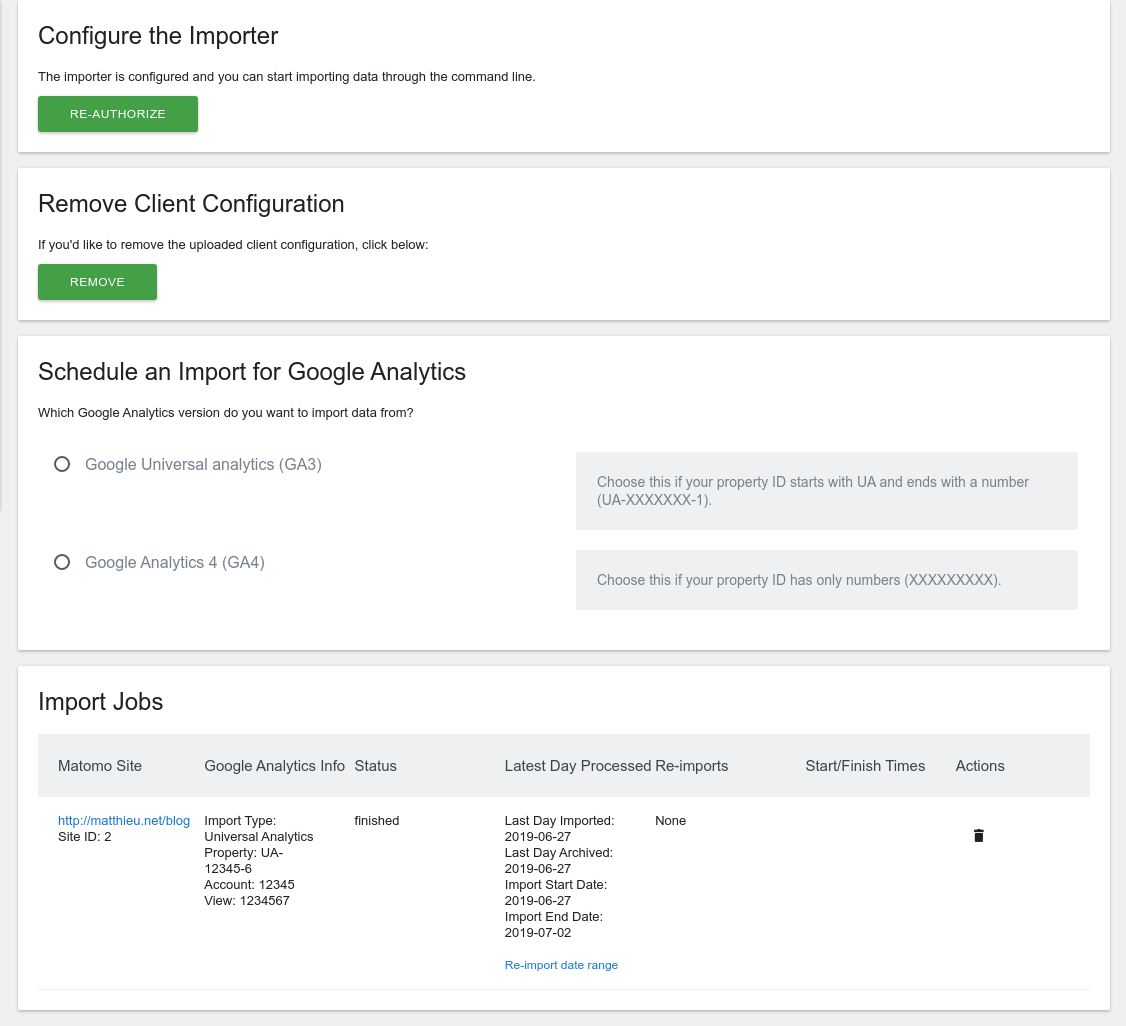 Configure the Importer
The importer is configured and you can start importing data through the command line.
RE-AUTHORIZE
Remove Client Configuration
If you'd like to remove the uploaded client configuration, click below:
REMOVE
Schedule an Import for Google Analytics
Which Google Analytics version do you want to import data from?
Google Universal analytics (GA3)
Choose this if your property ID starts with UA and ends with a number
(UA-XXXXXXX-1).
Google Analytics 4 (GA4)
Choose this if your property ID has only numbers (XXXXXXXXX).
Import Jobs
Matomo Site Google Analytics Info Status Latest Day Processed Re-imports Start/Finish Times Actions
http://matthieu.net/blog
Site ID: 2
Import Type:
Universal Analytics
Property: UA-
12345-6
Account: 12345
View: 1234567
finished
Last Day Imported:
2019-06-27
Last Day Archived:
2019-06-27
Import Start Date:
2019-06-27
Import End Date:
2019-07-02
Re-import date range
None